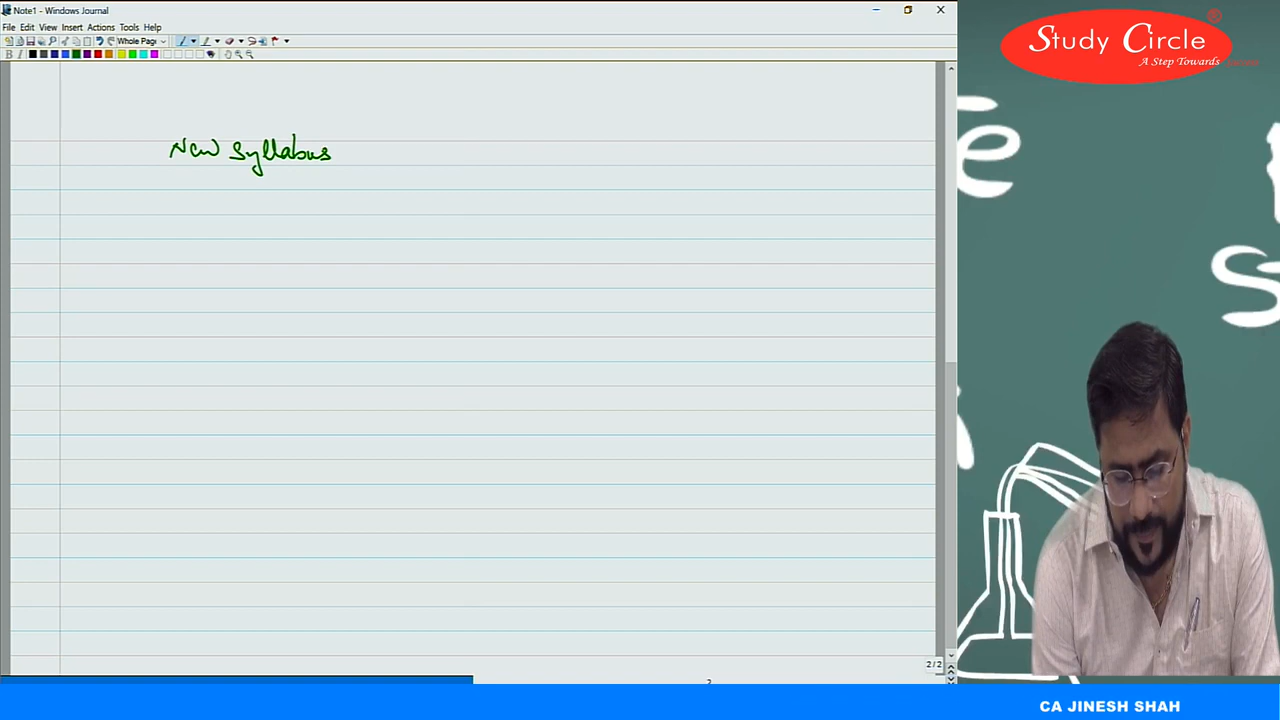 Note1 - Windows Journal
File Edit View Insert Actions Tools Help
Whole Page
B I
New Syllabus
2/2
2
Study Circle
A Step Towards
CA JINESH SHAH